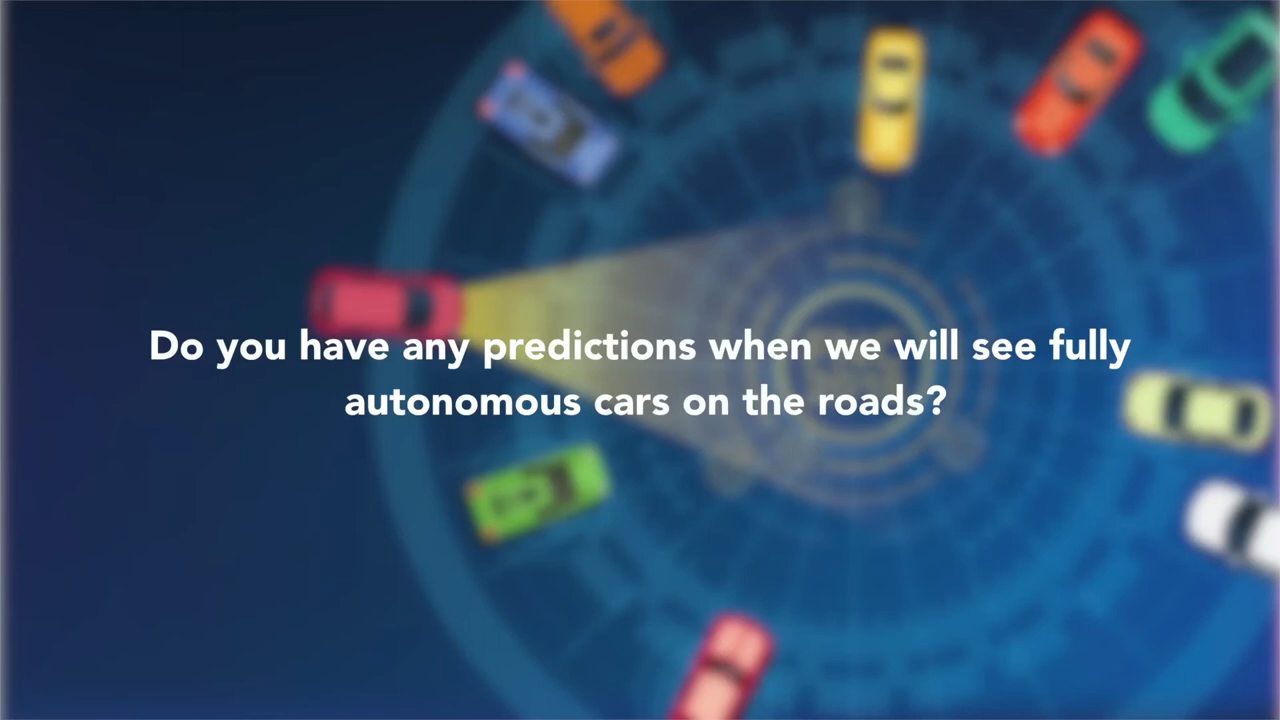 Do you have any predictions when we will see fully
autonomous cars on the roads?